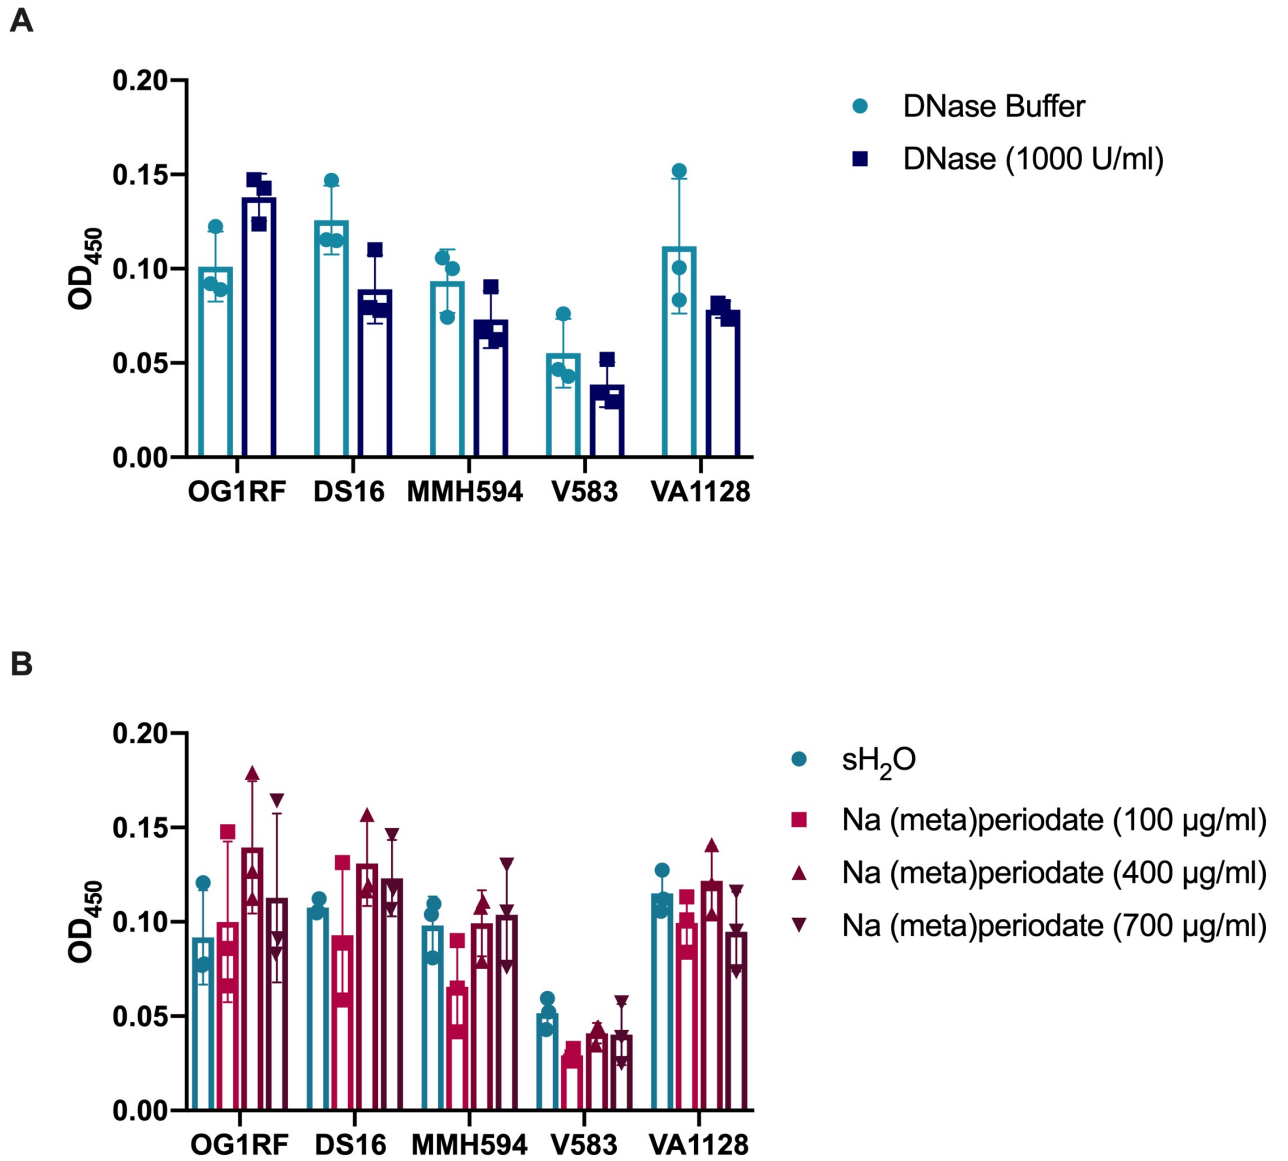 A
0.20
0.15
0.10
0.05
0.00
OD450
OG1RF DS16 MMH594 V583 VA1128
DNase Buffer
DNase (1000 U/ml)
B
0.20
0.15
0.10
0.05
0.00
OD450
OG1RF DS16 MMH594 V583 VA1128
sH2O
Na (meta)periodate (100 µg/ml)
Na (meta)periodate (400 µg/ml)
Na (meta)periodate (700 µg/ml)